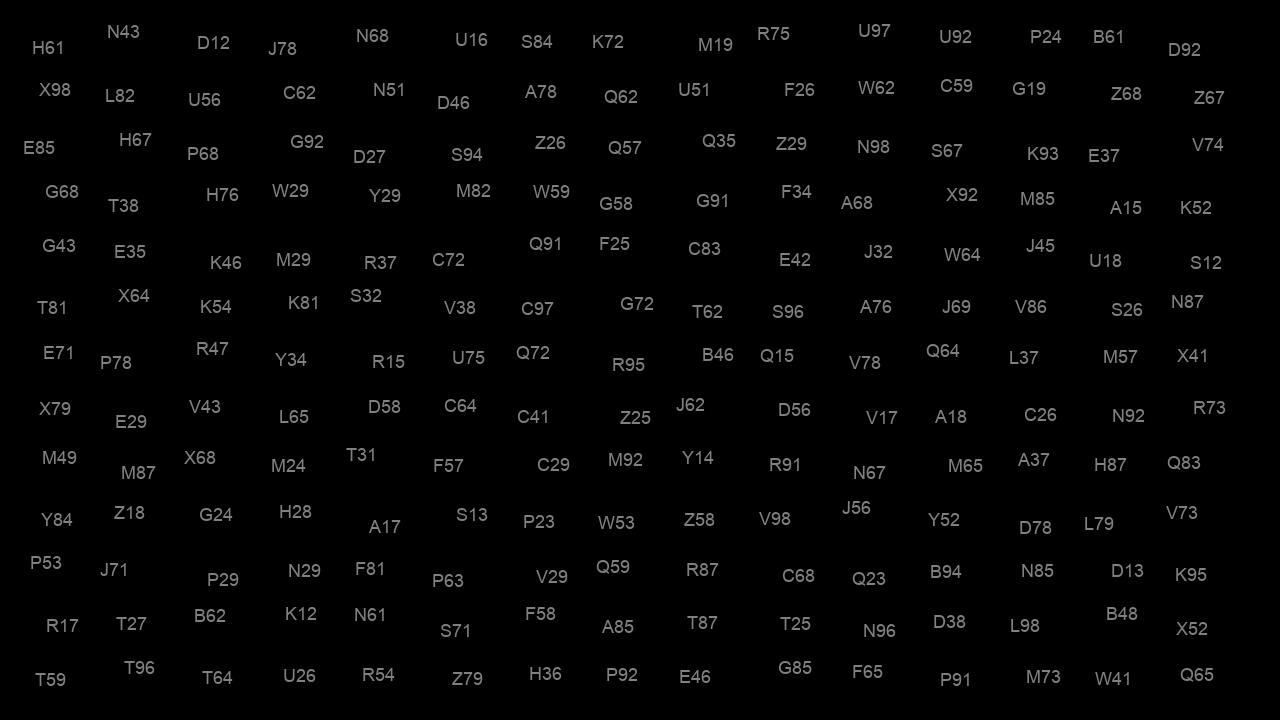 H61 N43 D12 J78 N68 U16 S84 K72 M19 R75 U97 U92 P24 B61 D92
X98 L82 U56 C62 N51 D46 A78 Q62 U51 F26 W62 C59 G19 Z68 Z67
E85 H67 P68 G92 D27 S94 Z26 Q57 Q35 Z29 N98 S67 K93 E37 V74
G68 T38 H76 W29 Y29 M82 W59 G58 G91 F34 A68 X92 M85 A15 K52
G43 E35 K46 M29 R37 C72 Q91 F25 C83 E42 J32 W64 J45 U18 S12
T81 X64 K54 K81 S32 V38 C97 G72 T62 S96 A76 J69 V86 S26 N87
E71 P78 R47 Y34 R15 U75 Q72 R95 B46 Q15 V78 Q64 L37 M57 X41
X79 E29 V43 L65 D58 C64 C41 Z25 J62 D56 V17 A18 C26 N92 R73
M49 M87 X68 M24 T31 F57 C29 M92 Y14 R91 N67 M65 A37 H87 Q83
Y84 Z18 G24 H28 A17 S13 P23 W53 Z58 V98 J56 Y52 D78 L79 V73
P53 J71 P29 N29 F81 P63 V29 Q59 R87 C68 Q23 B94 N85 D13 K95
R17 T27 B62 K12 N61 S71 F58 A85 T87 T25 N96 D38 L98 B48 X52
T59 T96 T64 U26 R54 Z79 H36 P92 E46 G85 F65 P91 M73 W41 Q65